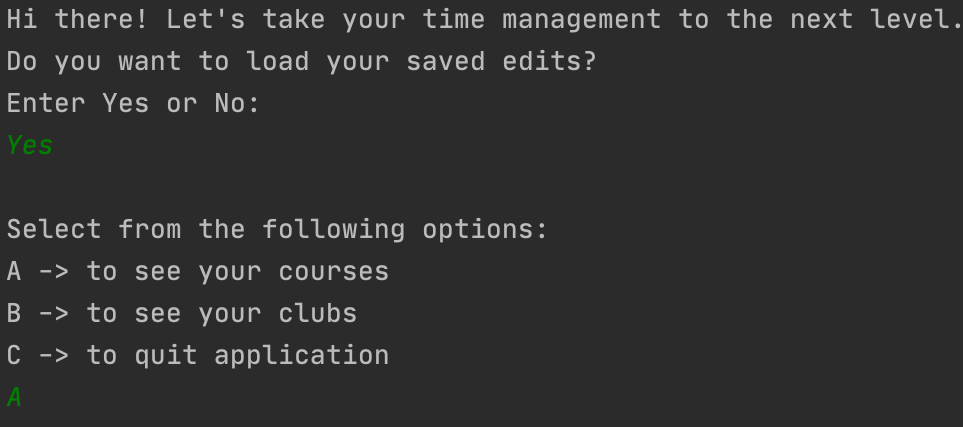 Hi there! Let's take your time management to the next level.
Do you want to load your saved edits?
Enter Yes or No:
Yes
Select from the following options:
A -> to see your courses
B -> to see your clubs
C -> to quit application
A